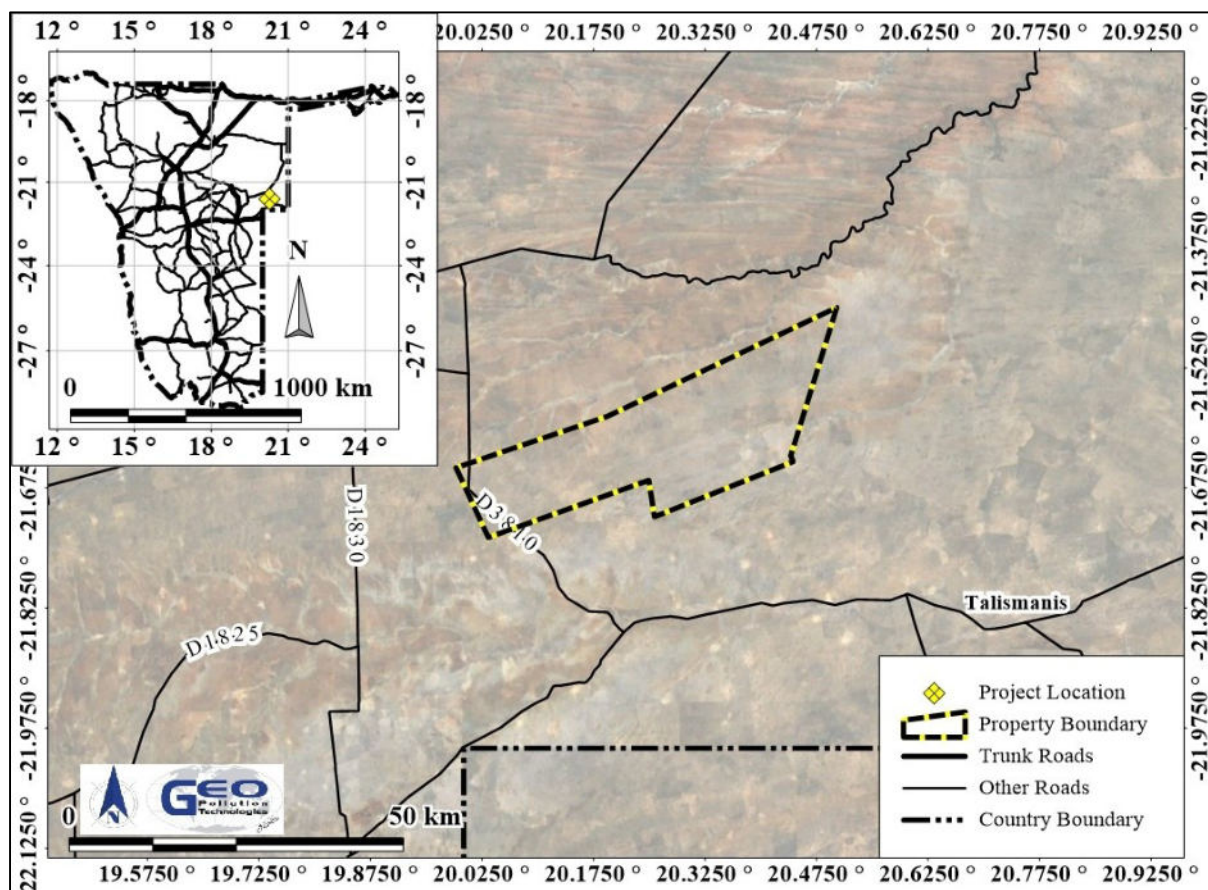 12 ° 15 ° 18 ° 21 ° 24 ° 20.0250 ° 20.1750 ° 20.3250 ° 20.4750 ° 20.6250 ° 20.7750 ° 20.9250 °
-18 °
-21 °
-24 °
-27 °
N
0 1000 km
12 ° 15 ° 18 ° 21 ° 24 °
-21.2250 °
-21.3750 °
-21.5250 °
-21.6750 °
-21.8250 °
-21.9750 °
22.1250 °
-21.675
-21.8250 °
-21.9750 °
22.1250 °
D1830
D3810
D1825
Talismanis
Project Location
Property Boundary
Trunk Roads
Other Roads
Country Boundary
GEO
Pollution
Technologies
0 50 km
19.5750 ° 19.7250 ° 19.8750 ° 20.0250 ° 20.1750 ° 20.3250 ° 20.4750 ° 20.6250 ° 20.7750 ° 20.9250 °